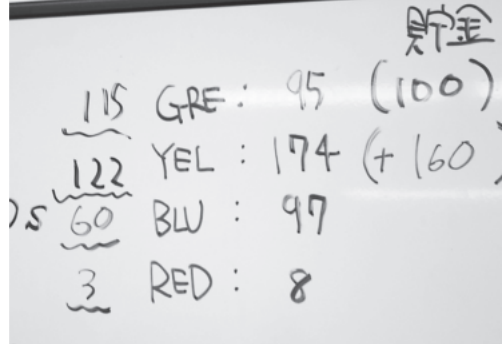 貯金
115 GRE: 95 (100)
122 YEL: 174 (+160)
60 BLU: 97
3 RED: 8